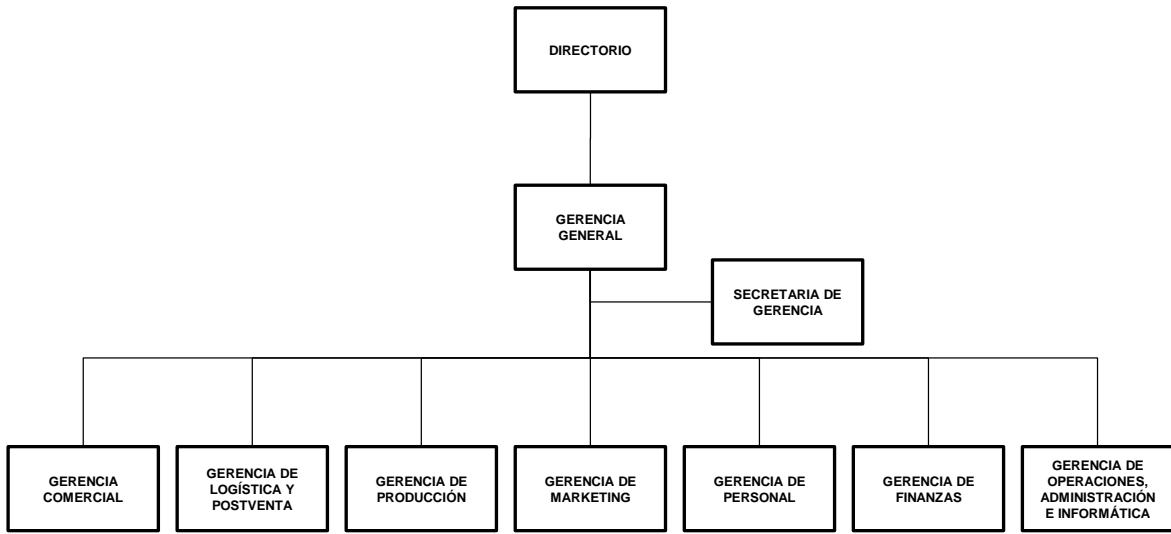 DIRECTORIO
GERENCIA
GENERAL
SECRETARIA DE
GERENCIA
GERENCIA
COMERCIAL
GERENCIA DE
LOGÍSTICA Y
POSTVENTA
GERENCIA DE
PRODUCCIÓN
GERENCIA DE
MARKETING
GERENCIA DE
PERSONAL
GERENCIA DE
FINANZAS
GERENCIA DE
OPERACIONES,
ADMINISTRACIÓN
E INFORMÁTICA